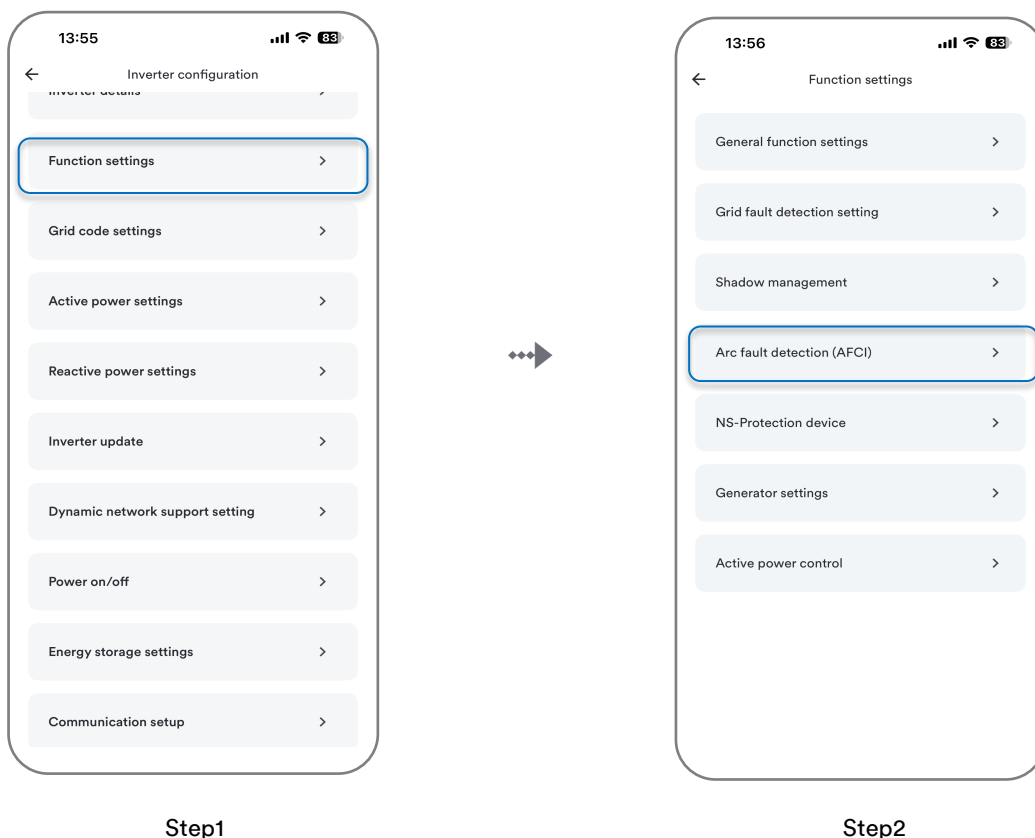 13:55
83
Inverter configuration
Inverter details
Function settings
Grid code settings
Active power settings
Reactive power settings
Inverter update
Dynamic network support setting
Power on/off
Energy storage settings
Communication setup
Step1
13:56
83
Function settings
General function settings
Grid fault detection setting
Shadow management
Arc fault detection (AFCI)
NS-Protection device
Generator settings
Active power control
Step2